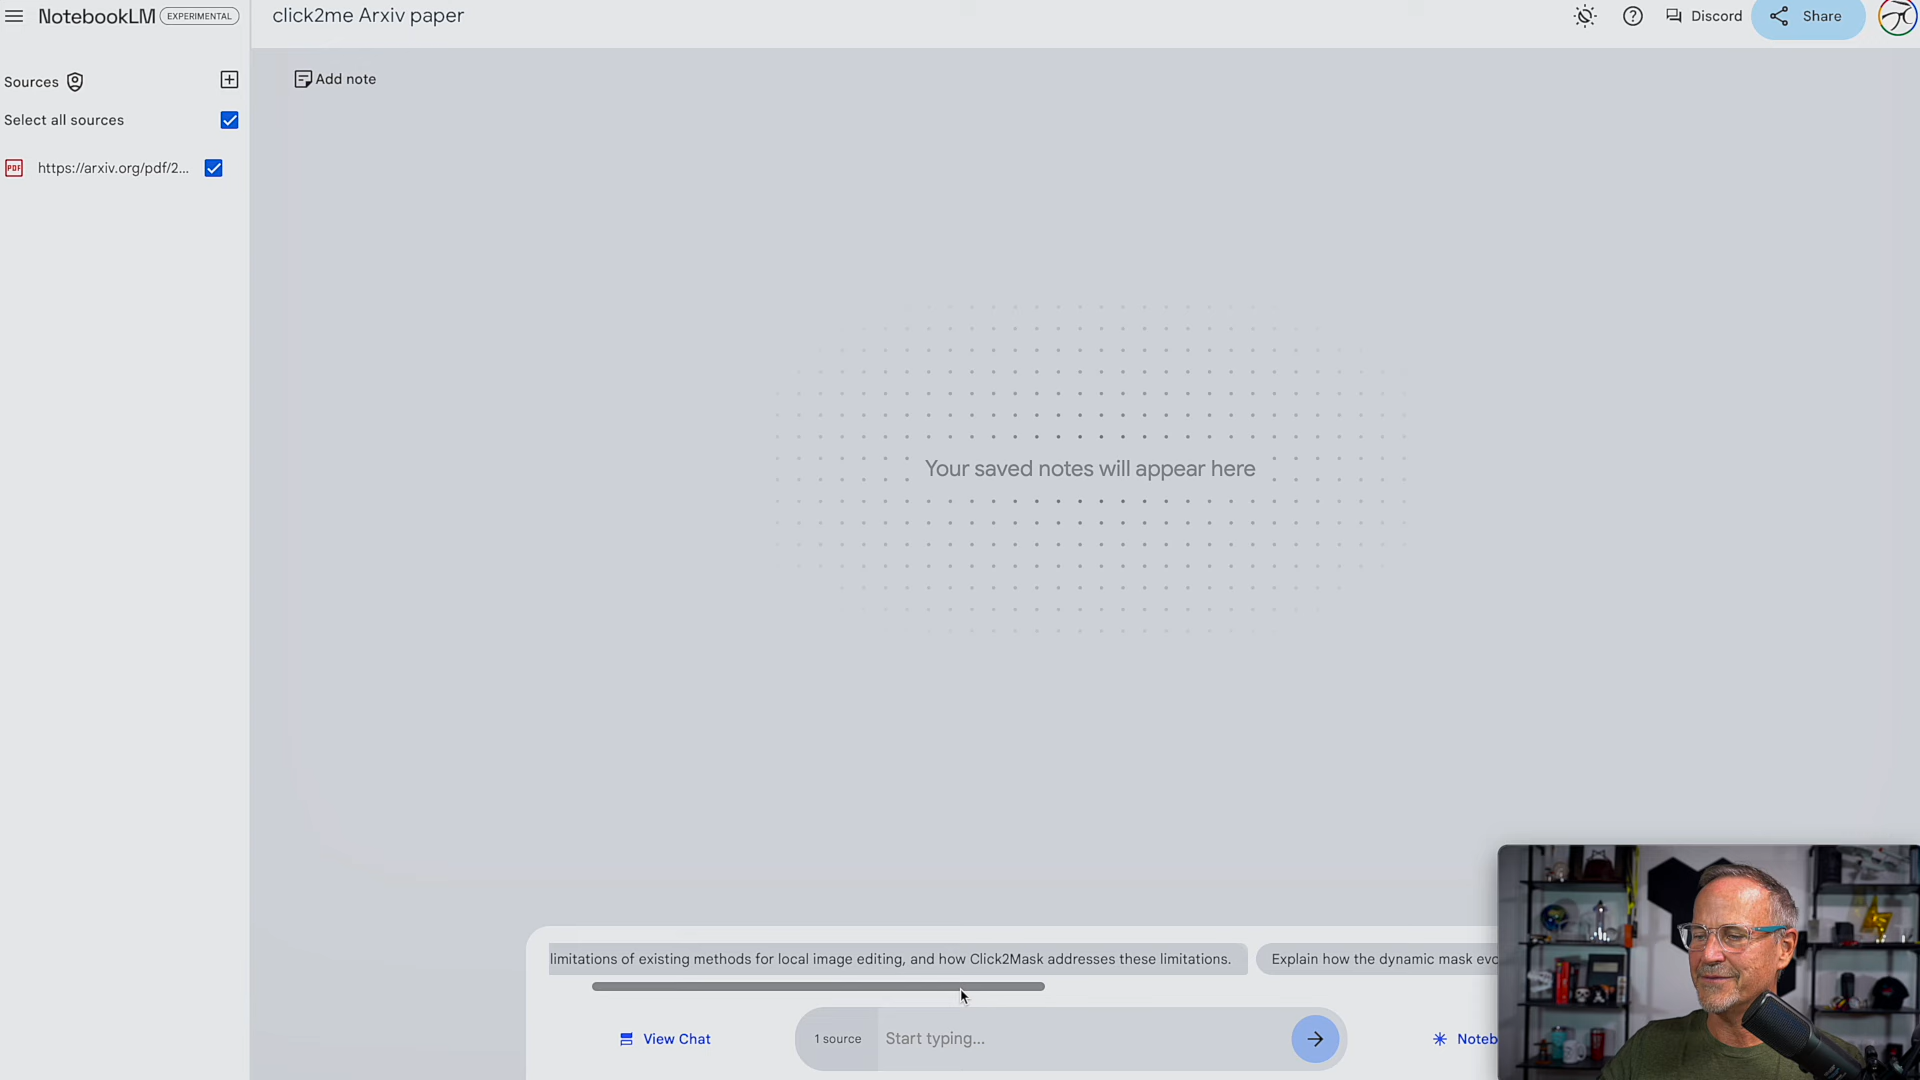 NotebookLM EXPERIMENTAL
click2me Arxiv paper
Discord
Share
Sources
Add note
Select all sources
PDF https://arxiv.org/pdf/2...
Your saved notes will appear here
limitations of existing methods for local image editing, and how Click2Mask addresses these limitations.
Explain how the dynamic mask evo
View Chat
1 source
Start typing...
Noteb